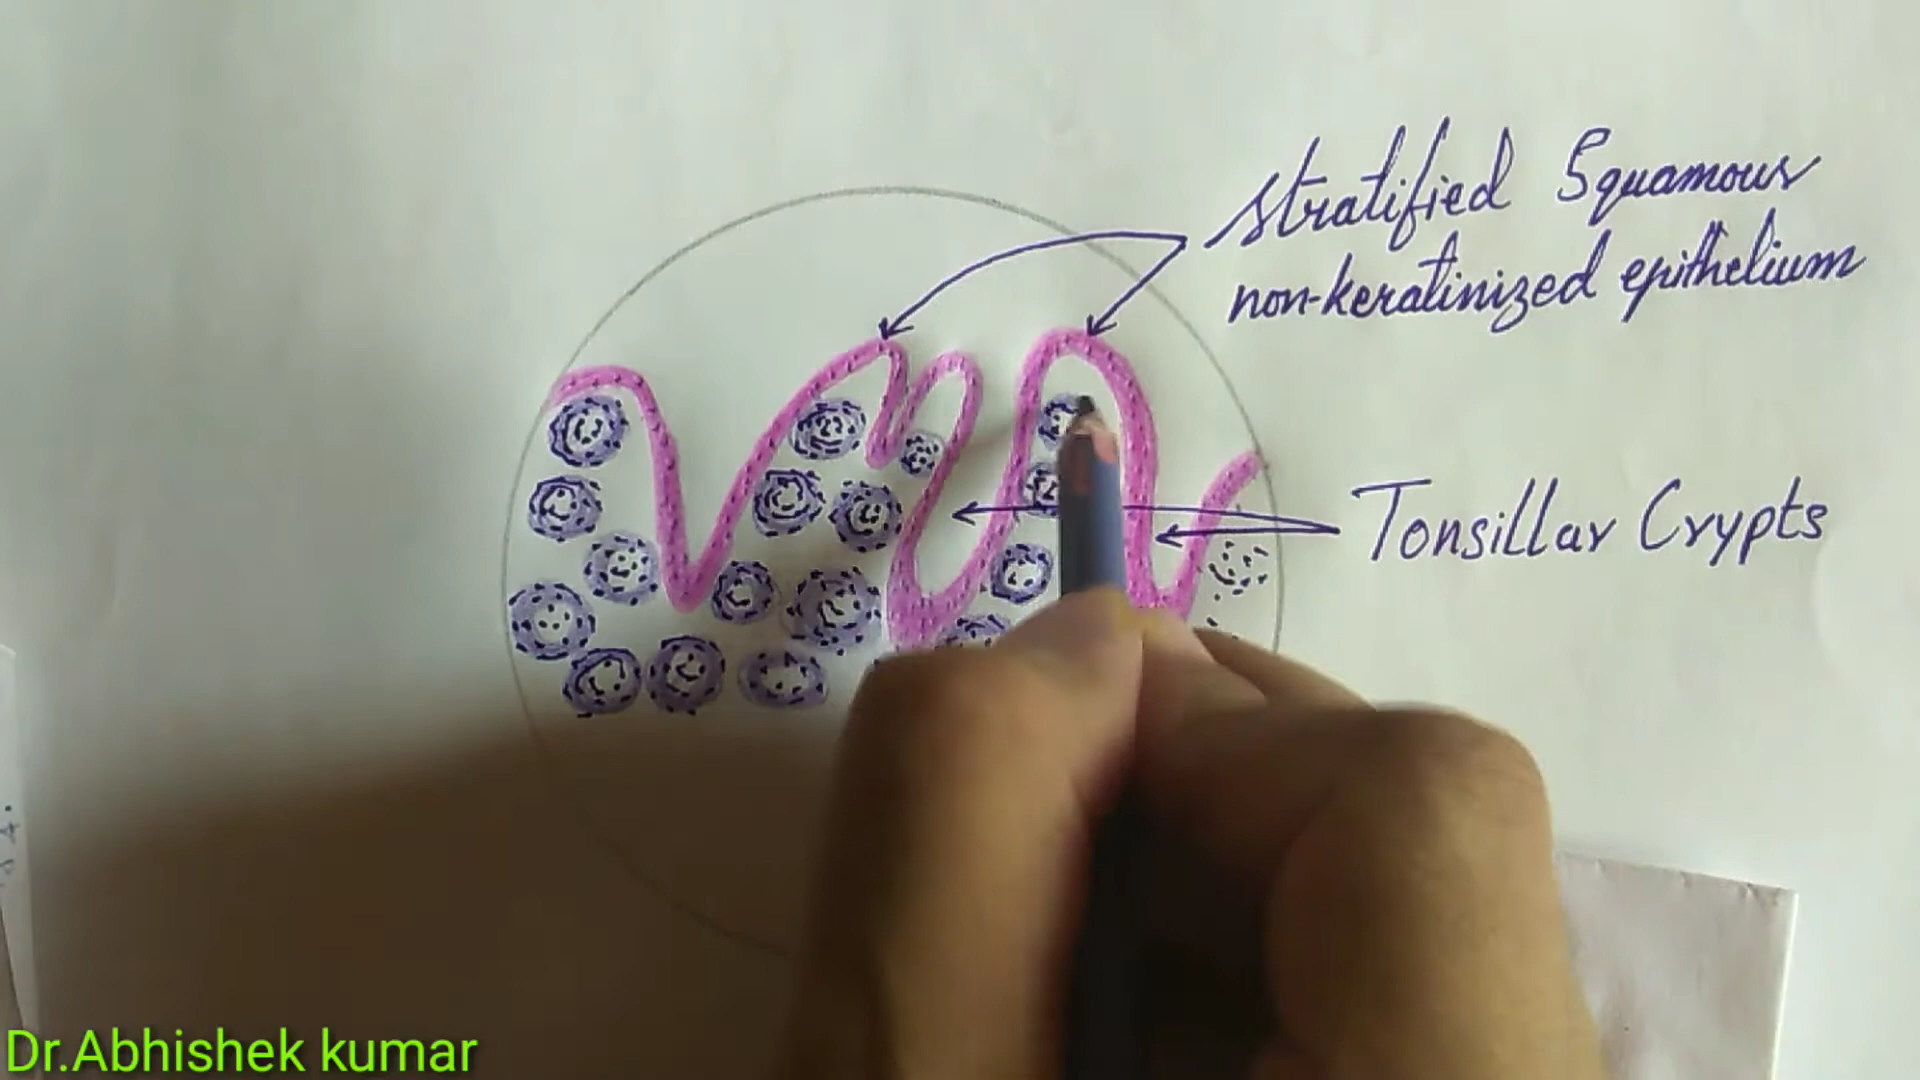 Stratified Squamous
non-keratinized epithelium
Tonsillar Crypts
Dr.Abhishek kumar